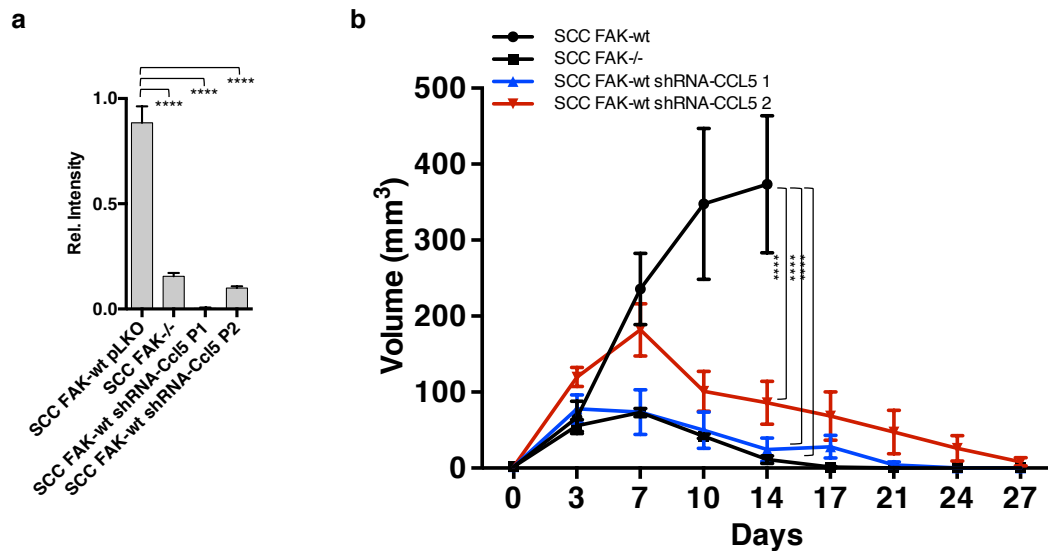 a
****
****
****
1.0
0.5
0.0
Rel. Intensity
SCC FAK-wt pLKO
SCC FAK-/-
SCC FAK-wt shRNA-Ccl5 P1
SCC FAK-wt shRNA-Ccl5 P2
b
SCC FAK-wt
SCC FAK-/-
SCC FAK-wt shRNA-CCL5 1
SCC FAK-wt shRNA-CCL5 2
500
400
300
200
100
0
Volume (mm³)
****
****
****
0 3 7 10 14 17 21 24 27
Days